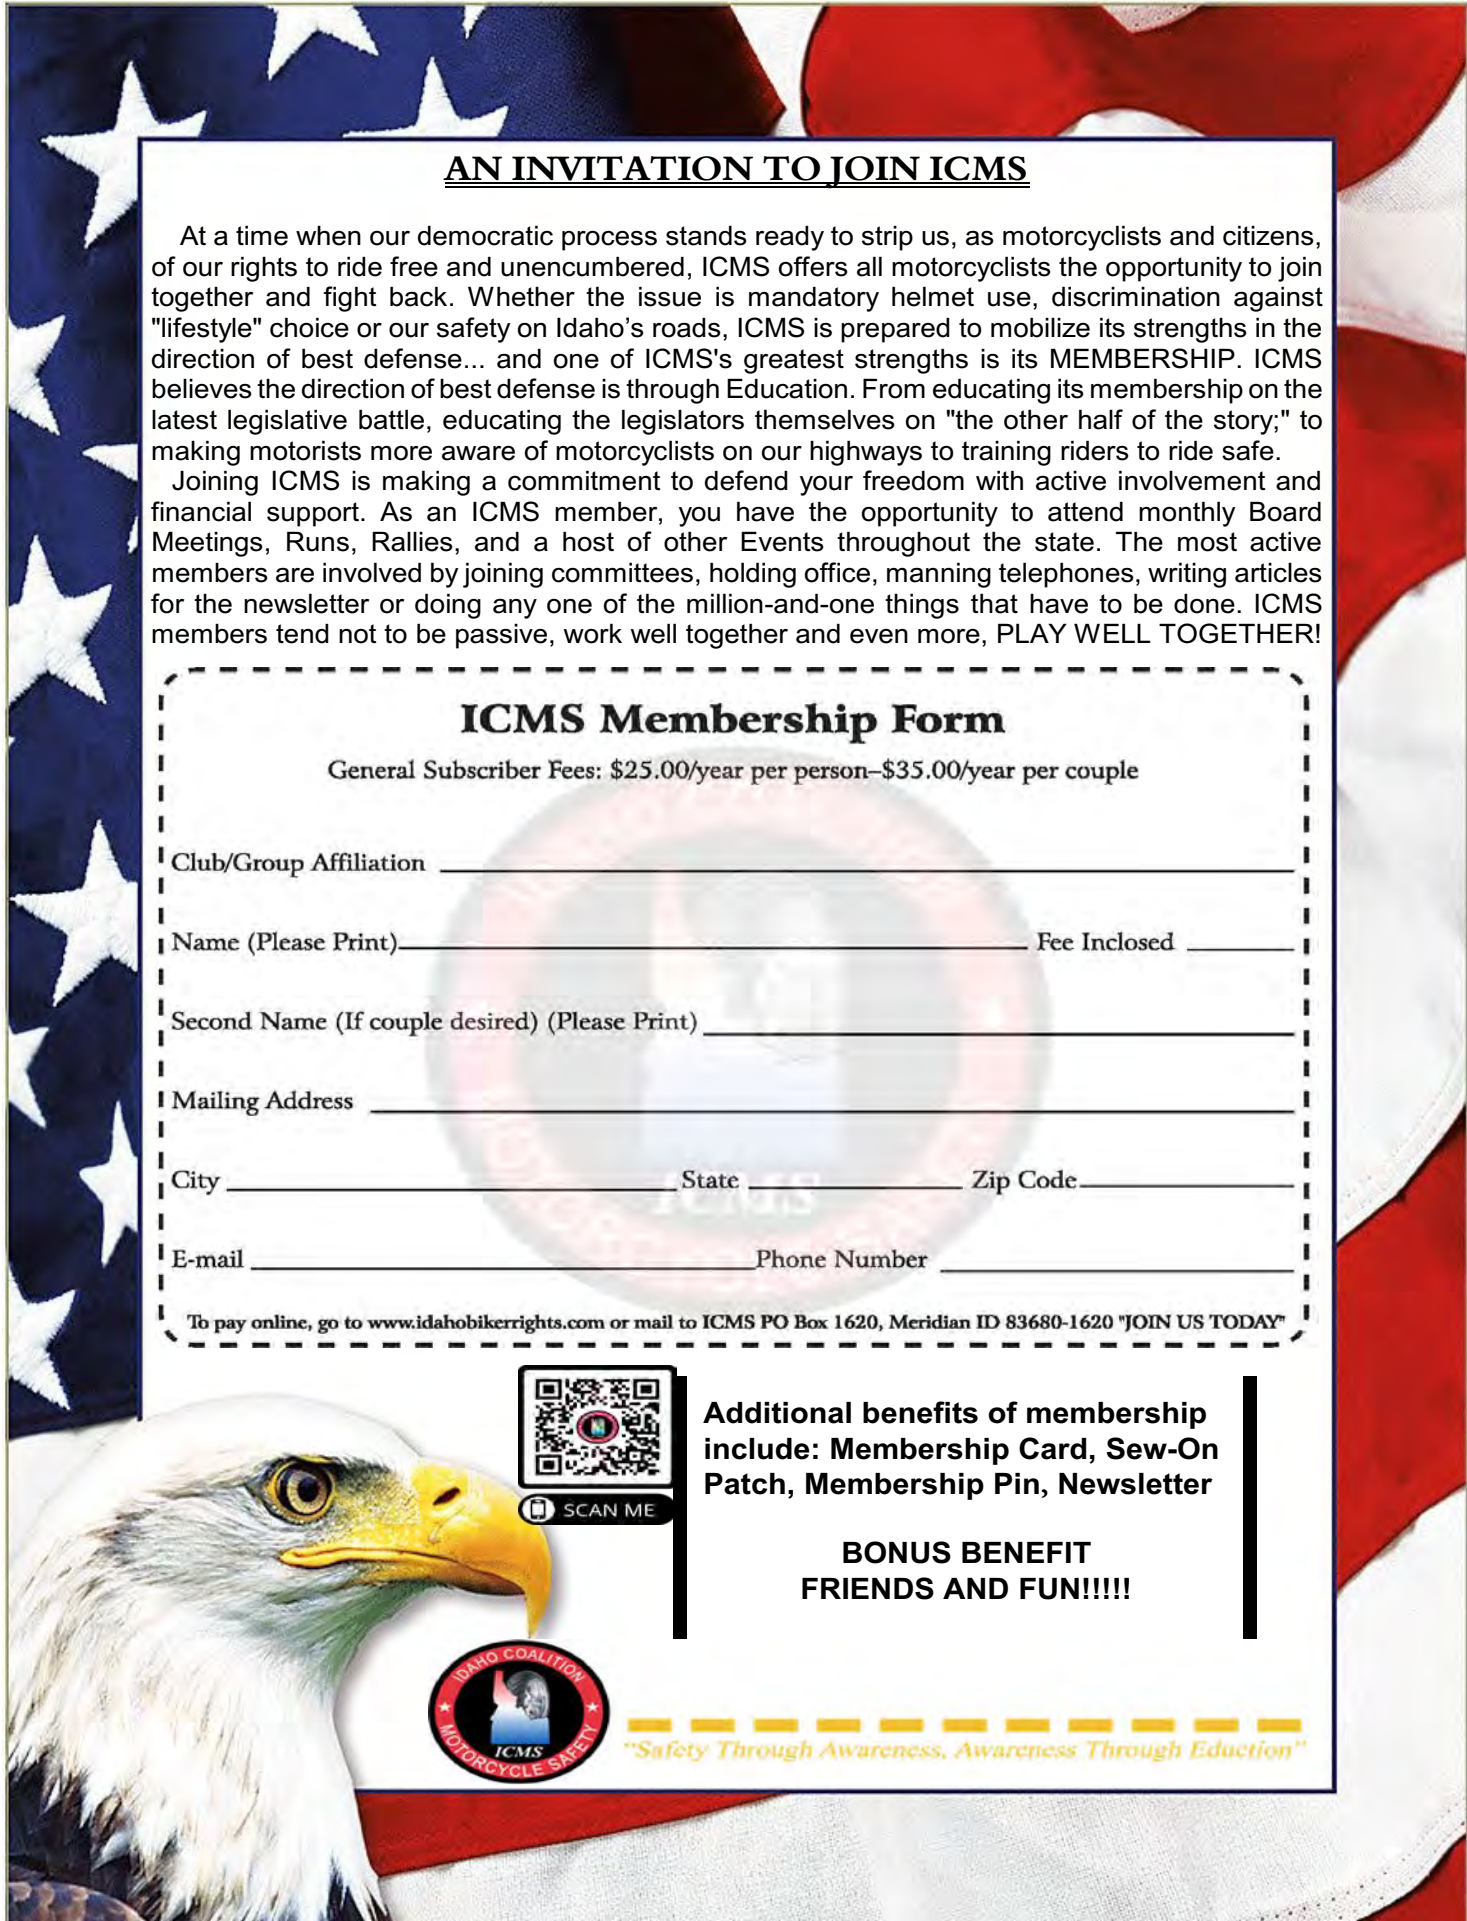 AN INVITATION TO JOIN ICMS
At a time when our democratic process stands ready to strip us, as motorcyclists and citizens,
of our rights to ride free and unencumbered, ICMS offers all motorcyclists the opportunity to join
together and fight back. Whether the issue is mandatory helmet use, discrimination against
"lifestyle" choice or our safety on Idaho’s roads, ICMS is prepared to mobilize its strengths in the
direction of best defense... and one of ICMS's greatest strengths is its MEMBERSHIP. ICMS
believes the direction of best defense is through Education. From educating its membership on the
latest legislative battle, educating the legislators themselves on "the other half of the story;" to
making motorists more aware of motorcyclists on our highways to training riders to ride safe.
Joining ICMS is making a commitment to defend your freedom with active involvement and
financial support. As an ICMS member, you have the opportunity to attend monthly Board
Meetings, Runs, Rallies, and a host of other Events throughout the state. The most active
members are involved by joining committees, holding office, manning telephones, writing articles
for the newsletter or doing any one of the million-and-one things that have to be done. ICMS
members tend not to be passive, work well together and even more, PLAY WELL TOGETHER!
ICMS Membership Form
General Subscriber Fees: $25.00/year per person–$35.00/year per couple
Club/Group Affiliation
Name (Please Print) Fee Inclosed
Second Name (If couple desired) (Please Print)
Mailing Address
City State Zip Code
E-mail Phone Number
To pay online, go to www.idahobikerrights.com or mail to ICMS PO Box 1620, Meridian ID 83680-1620 "JOIN US TODAY"
SCAN ME
Additional benefits of membership
include: Membership Card, Sew-On
Patch, Membership Pin, Newsletter
BONUS BENEFIT
FRIENDS AND FUN!!!!!
IDAHO COALITION
ICMS
MOTORCYCLE SAFETY
"Safety Through Awareness, Awareness Through Eduction"